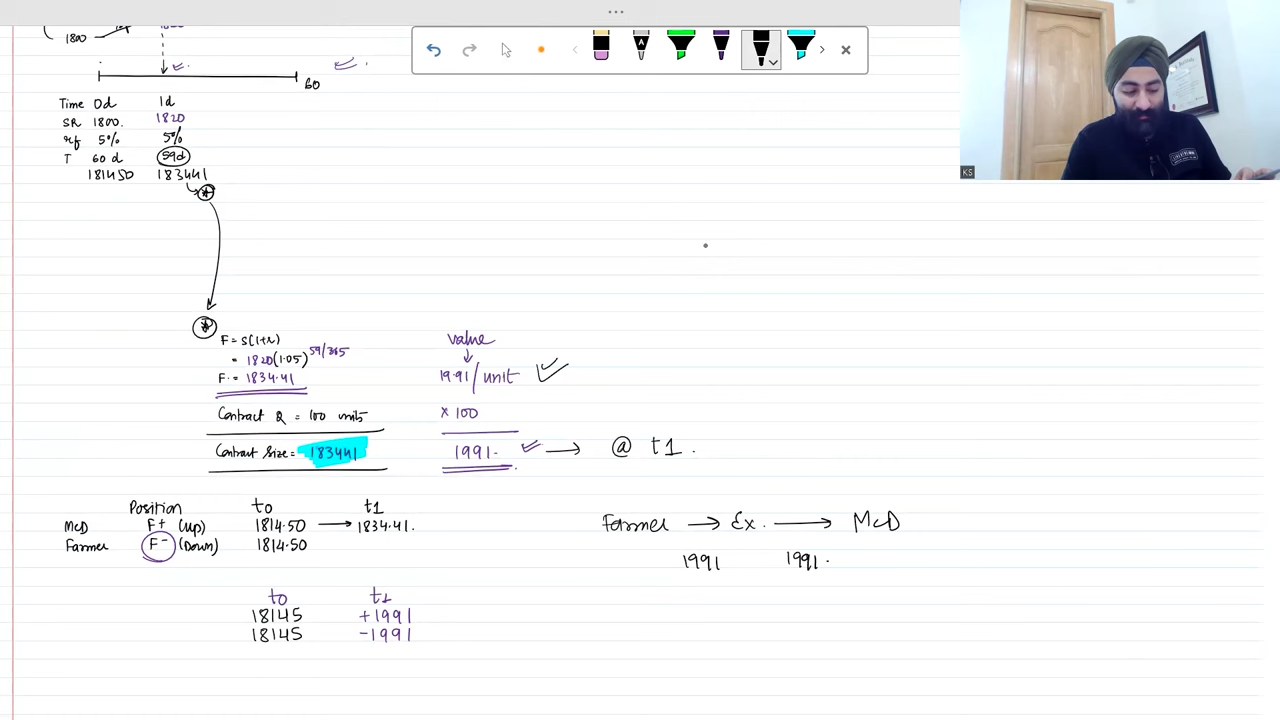 1800
1820
60
Time 0d 1d
SR 1800. 1820
rf 5% 5%
T 60 d 59d
181450 183441
F = S(1+r)
= 1820(1.05)^59/365
F. = 1834.41
Contract Q = 100 units
Contract Size = 183441
value
19.91/unit
x 100
1991. → @ t1.
Position t0 t1
McD F+ (Up) 1814.50 → 1834.41.
Farmer F- (Down) 1814.50
t0 t1
18145 +1991
18145 -1991
Farmer → Ex. → McD
1991 1991.
KS